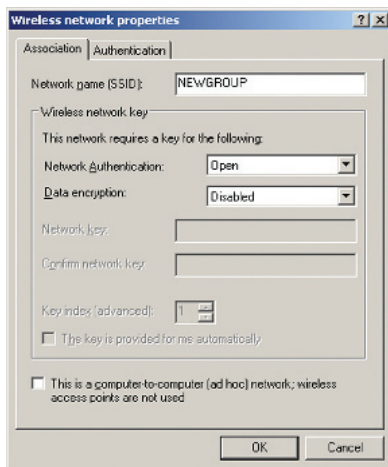 Wireless network properties
Association
Authentication
Network name (SSID):
NEWGROUP
Wireless network key
This network requires a key for the following:
Network Authentication:
Open
Data encryption:
Disabled
Network key:
Confirm network key:
Key index (advanced):
1
The key is provided for me automatically
This is a computer-to-computer (ad hoc) network; wireless
access points are not used
OK
Cancel